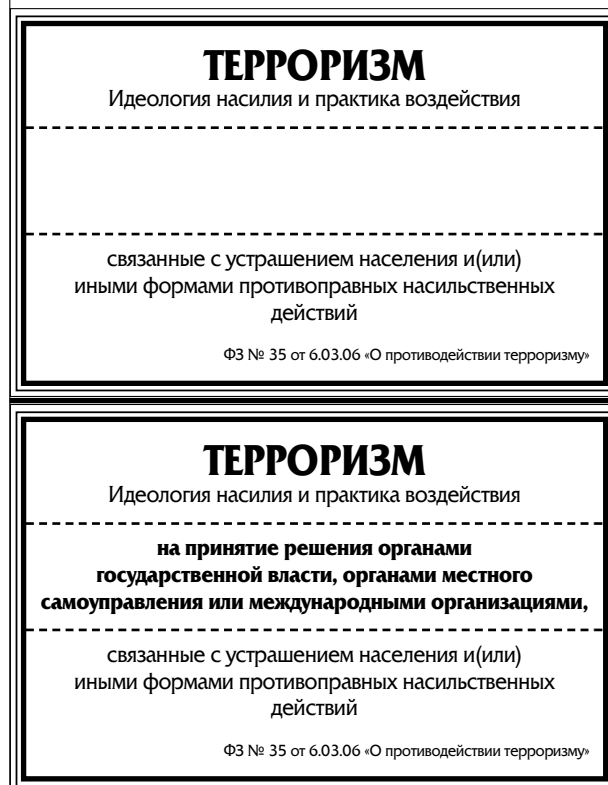 ТЕРРОРИЗМ
Идеология насилия и практика воздействия
связанные с устрашением населения и(или)
иными формами противоправных насильственных
действий
ФЗ № 35 от 6.03.06 «О противодействии терроризму»
ТЕРРОРИЗМ
Идеология насилия и практика воздействия
на принятие решения органами
государственной власти, органами местного
самоуправления или международными организациями,
связанные с устрашением населения и(или)
иными формами противоправных насильственных
действий
ФЗ № 35 от 6.03.06 «О противодействии терроризму»